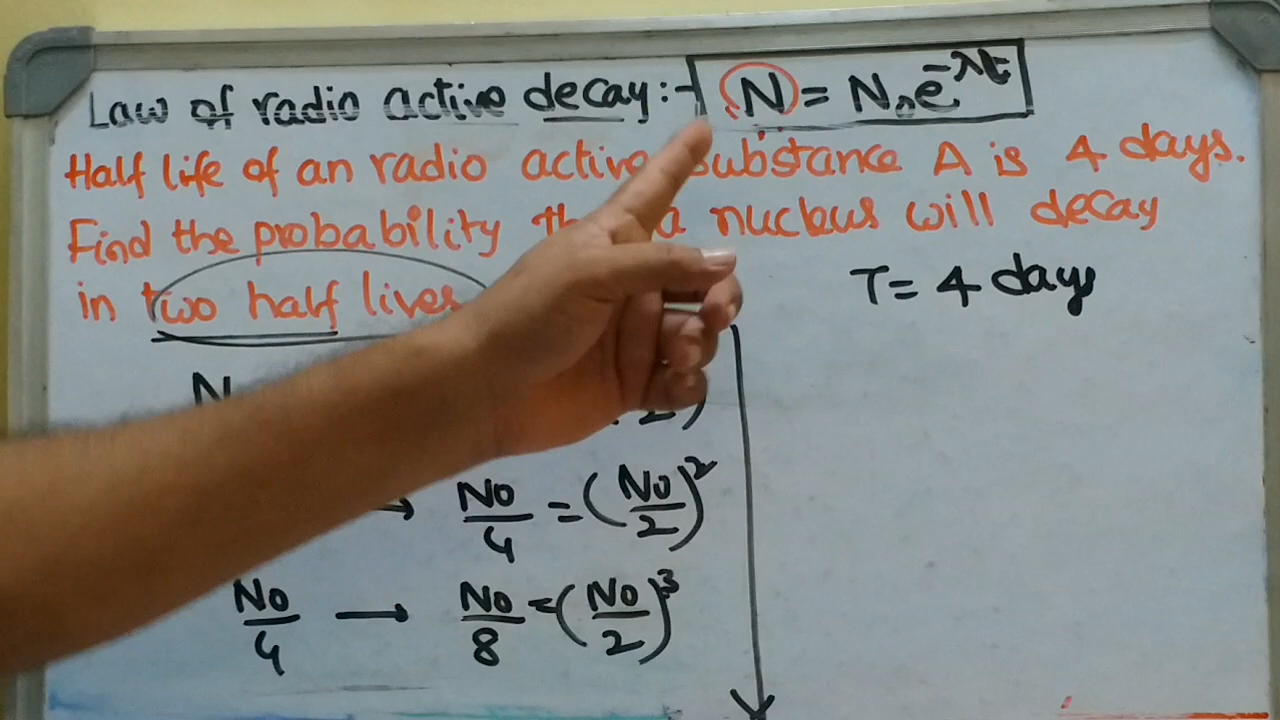 Law of radio active decay:- N = N₀e^-λt
Half life of an radio active substance A is 4 days.
Find the probability a nucleus will decay
in two half lives
T = 4 days
N
2)
→ No/4 = (No/2)^2
No/4 → No/8 = (No/2)^3